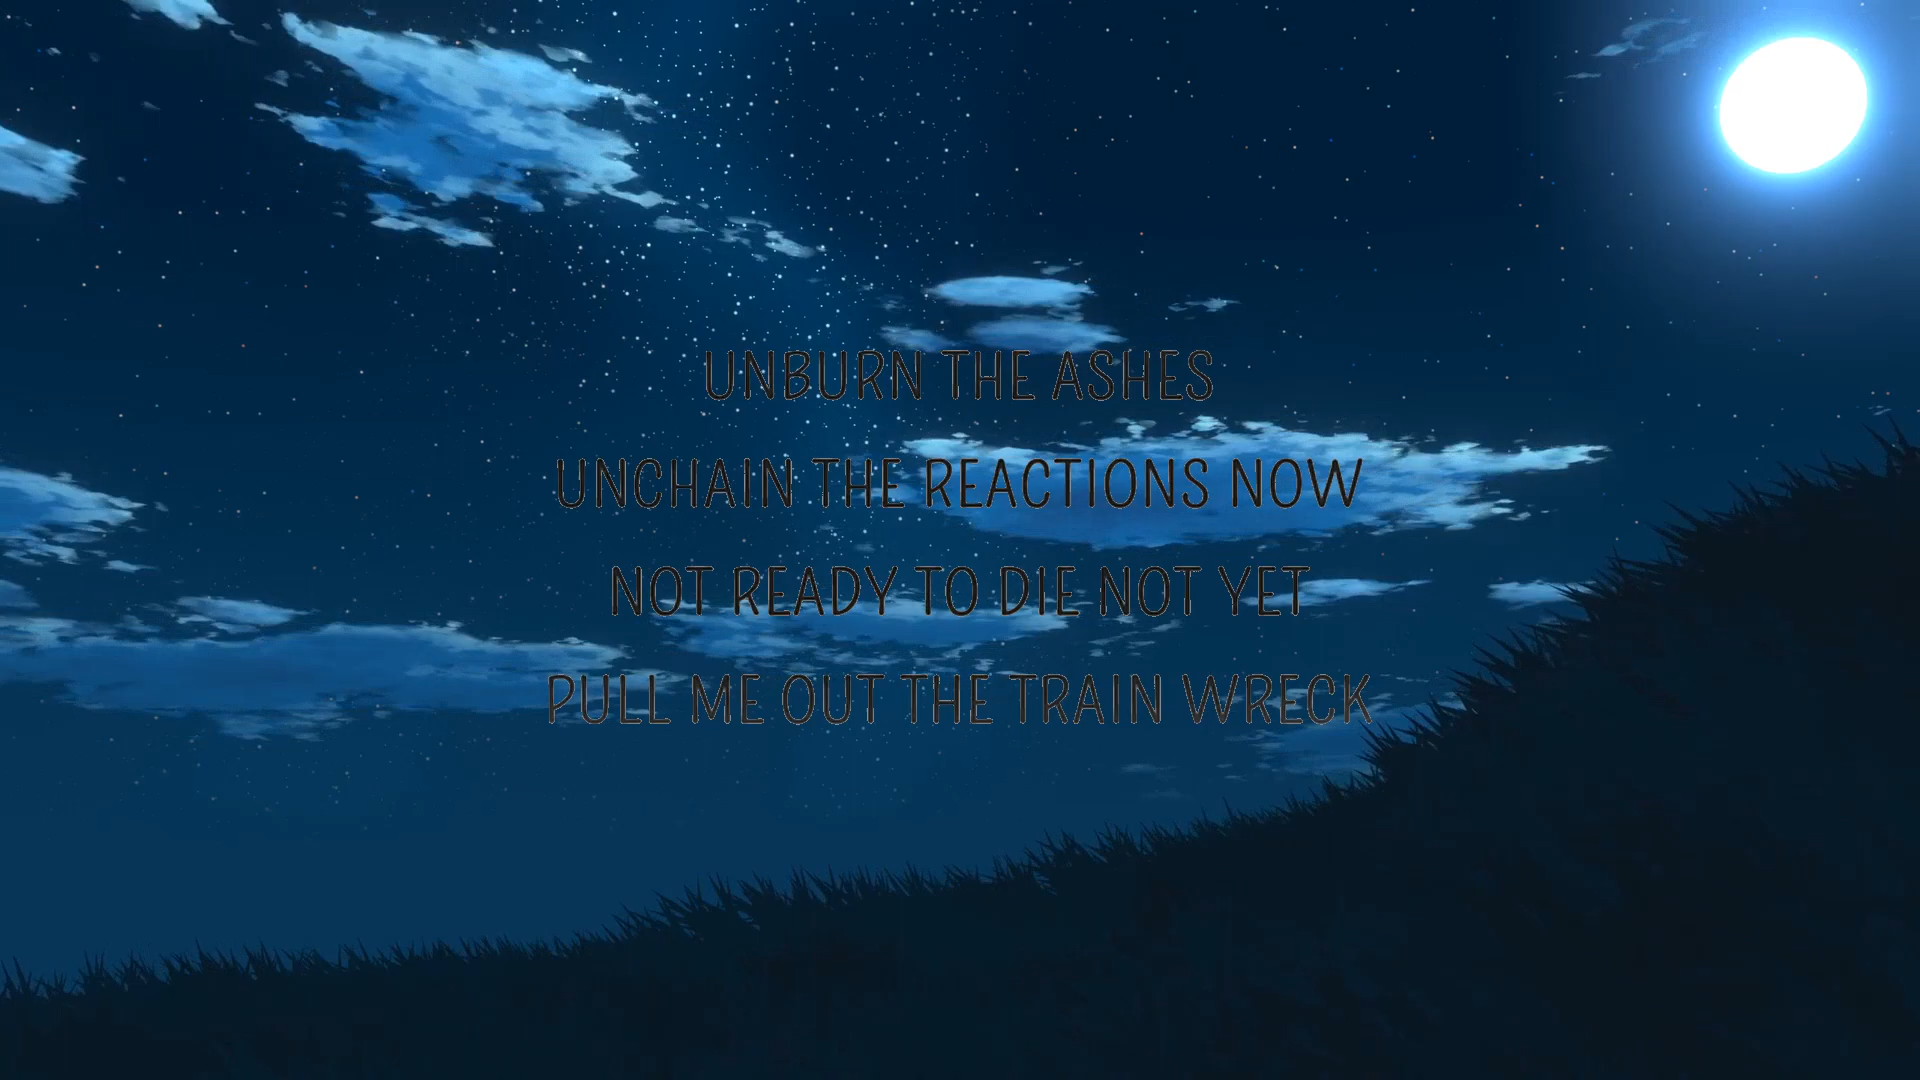 UNBURN THE ASHES
UNCHAIN THE REACTIONS NOW
NOT READY TO DIE NOT YET
PULL ME OUT THE TRAIN WRECK